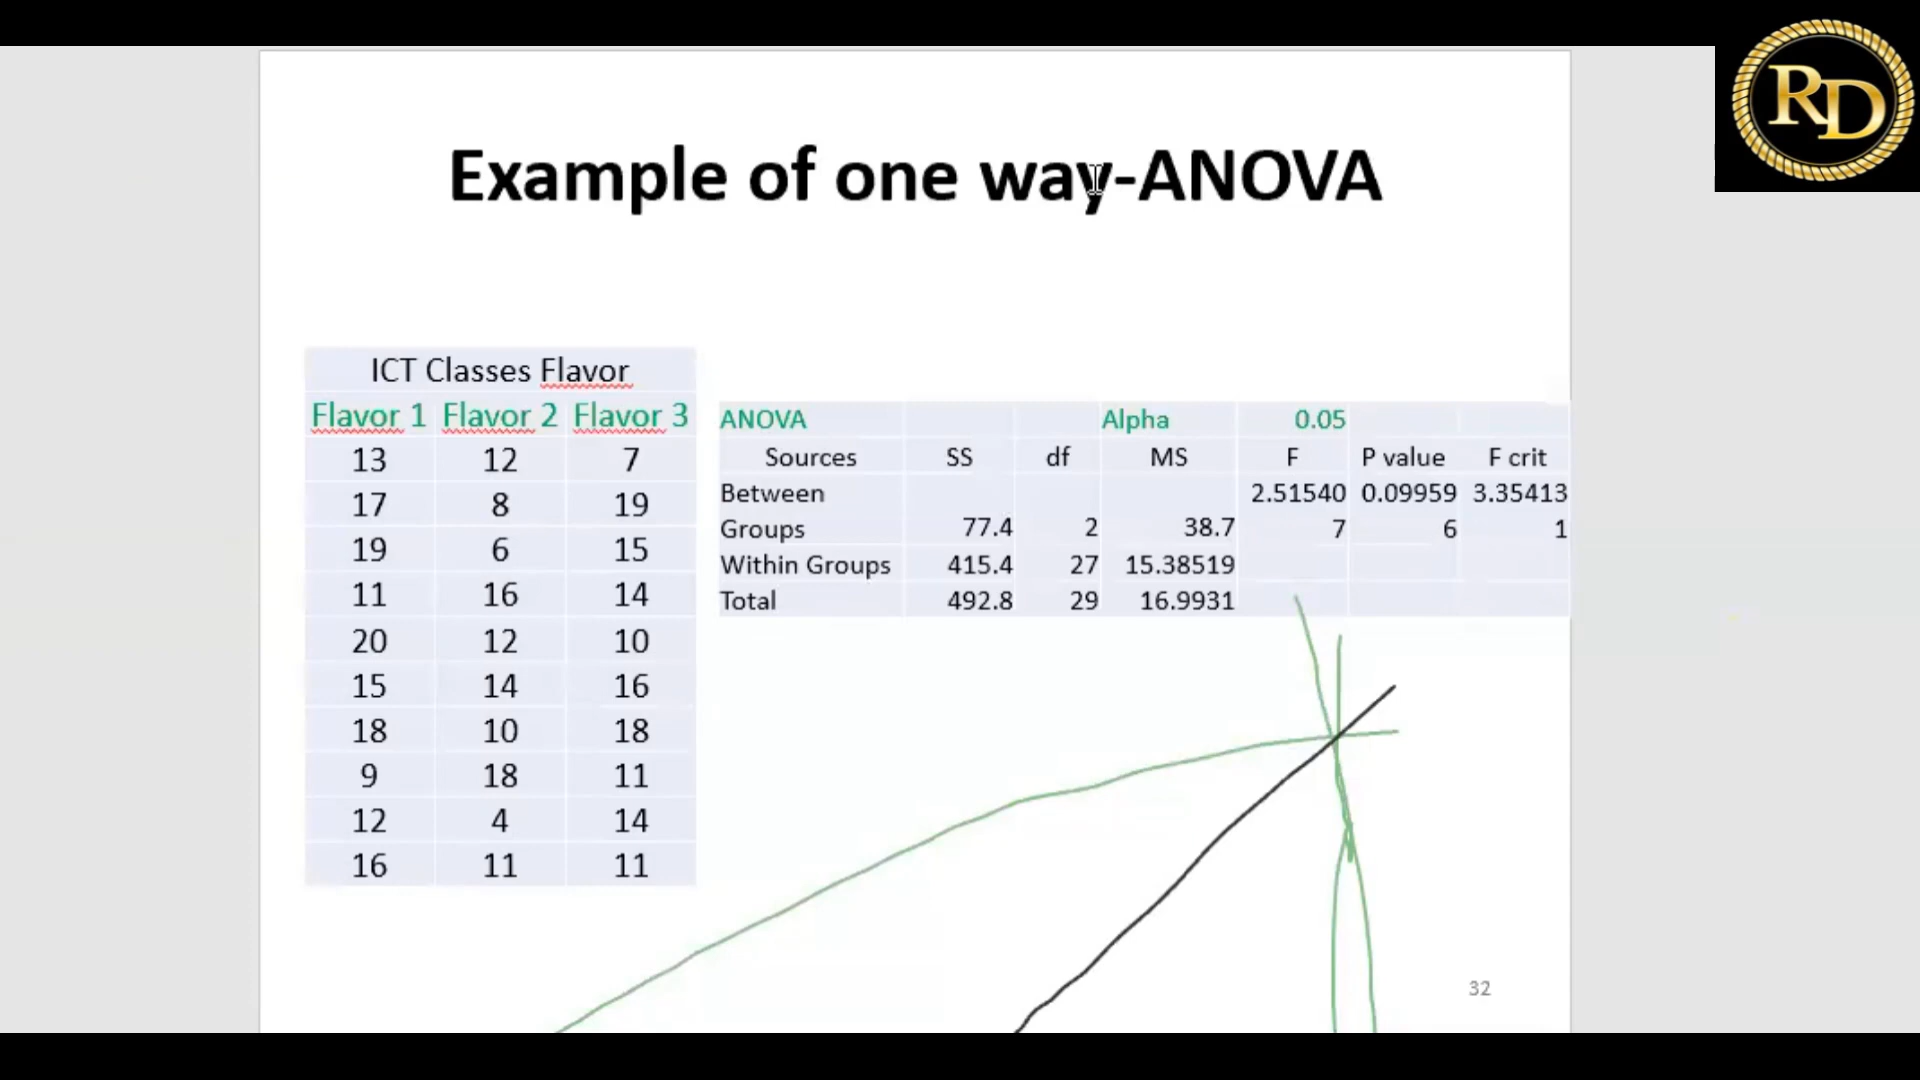 RD
Example of one way-ANOVA
ICT Classes Flavor
Flavor 1 Flavor 2 Flavor 3
13 12 7
17 8 19
19 6 15
11 16 14
20 12 10
15 14 16
18 10 18
9 18 11
12 4 14
16 11 11
ANOVA Alpha 0.05
Sources SS df MS F P value F crit
Between 2.51540 0.09959 3.35413
Groups 77.4 2 38.7 7 6 1
Within Groups 415.4 27 15.38519
Total 492.8 29 16.9931
32